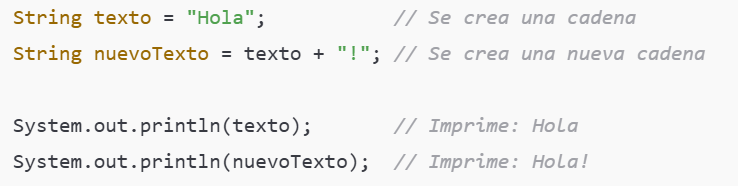 String texto = "Hola";           // Se crea una cadena
String nuevoTexto = texto + "!"; // Se crea una nueva cadena

System.out.println(texto);       // Imprime: Hola
System.out.println(nuevoTexto);  // Imprime: Hola!